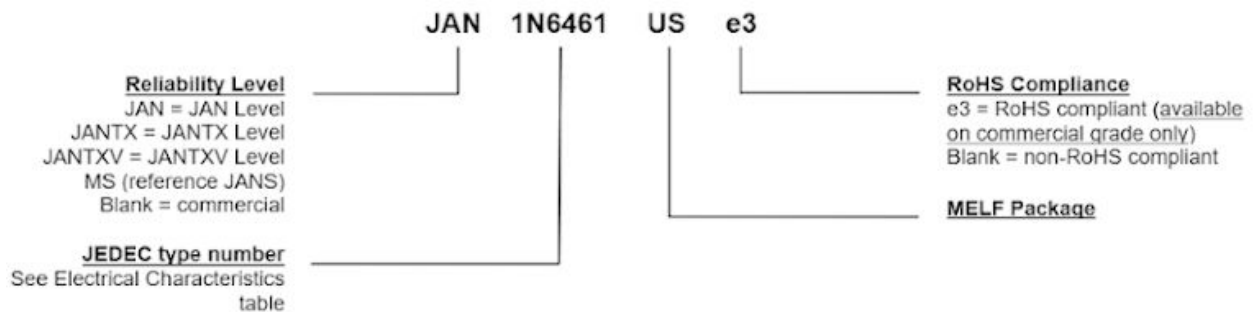 JAN 1N6461 US e3
Reliability Level
JAN = JAN Level
JANTX = JANTX Level
JANTXV = JANTXV Level
MS (reference JANS)
Blank = commercial
JEDEC type number
See Electrical Characteristics
table
RoHS Compliance
e3 = RoHS compliant (available
on commercial grade only)
Blank = non-RoHS compliant
MELF Package